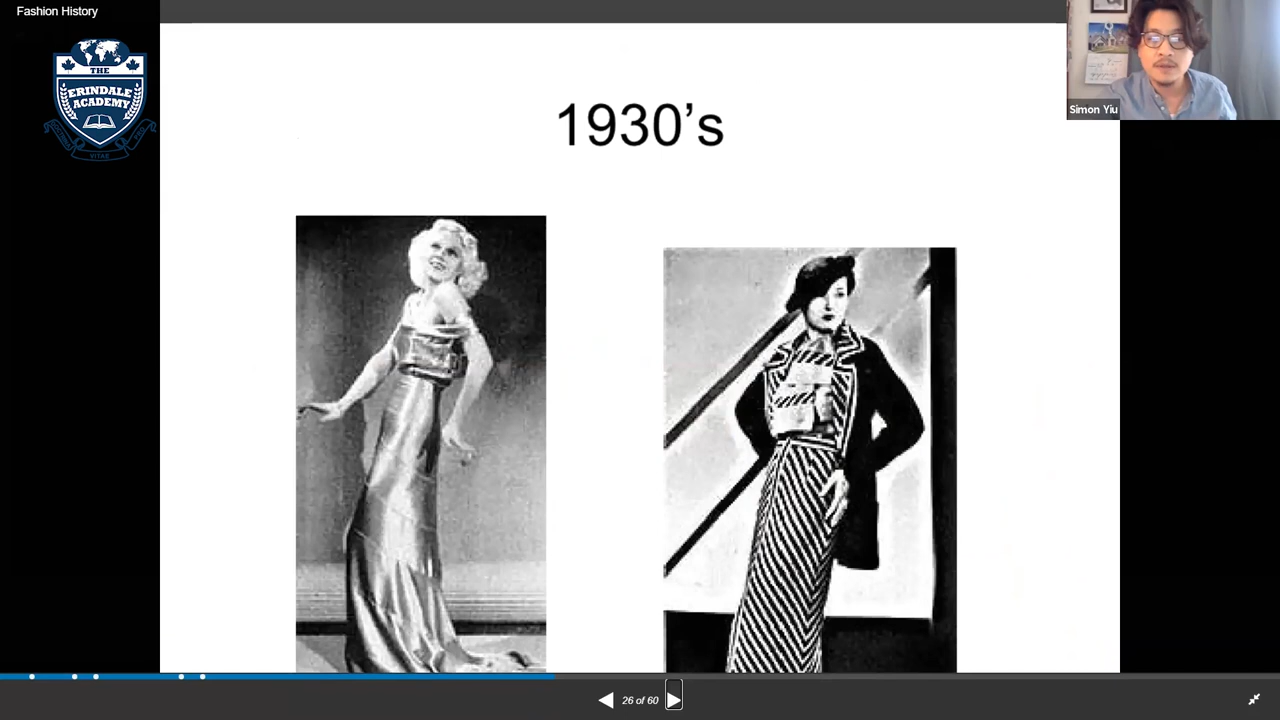 Fashion History
THE
ERINDALE
ACADEMY
VITAE
1930’s
Simon Yiu
26 of 60